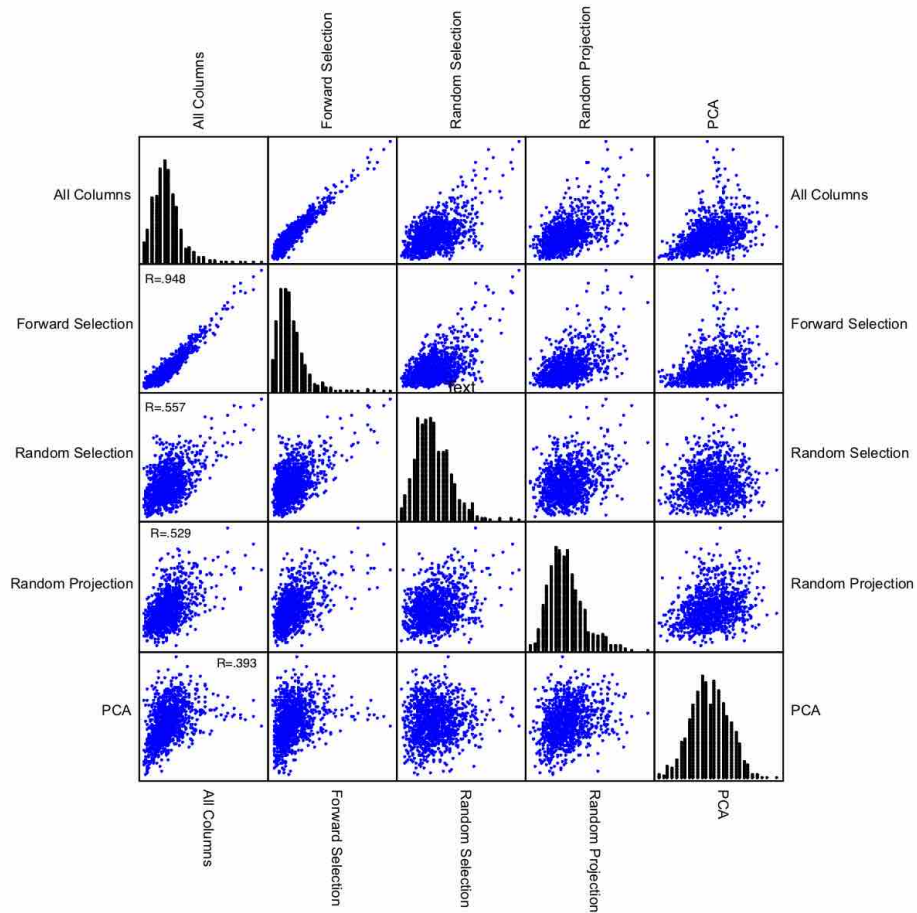 All Columns
Forward Selection
Random Selection
Random Projection
PCA
All Columns
All Columns
R=.948
Forward Selection
Forward Selection
Text
R=.557
Random Selection
Random Selection
R=.529
Random Projection
Random Projection
R=.393
PCA
PCA
All Columns
Forward Selection
Random Selection
Random Projection
PCA